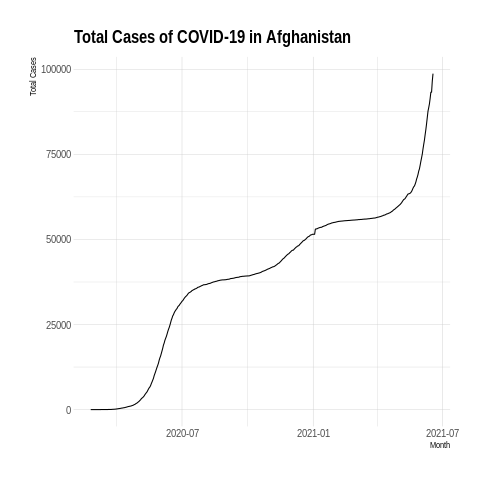 Total Cases of COVID-19 in Afghanistan
Total Cases
100000
75000
50000
25000
0
2020-07
2021-01
2021-07
Month